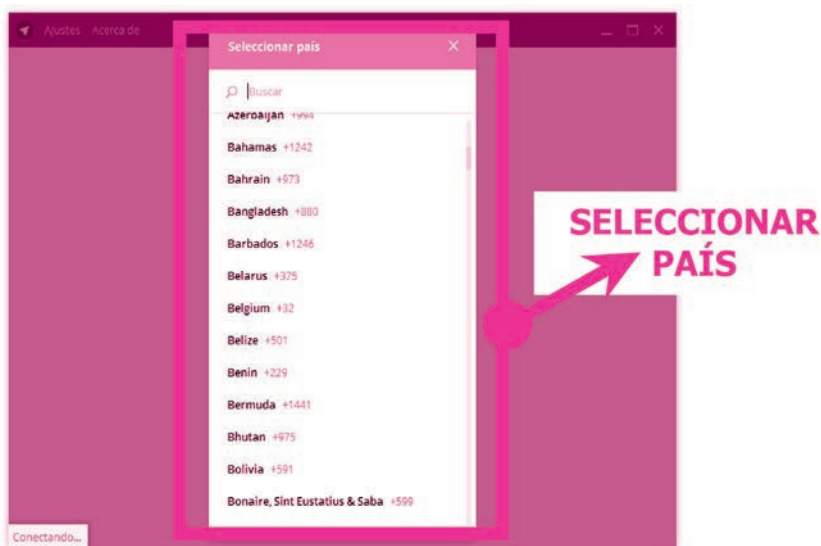 Ajustes Acerca de
Seleccionar país
Buscar
Azerbaijan +994
Bahamas +1242
Bahrain +973
Bangladesh +880
Barbados +1246
Belarus +375
Belgium +32
Belize +501
Benin +229
Bermuda +1441
Bhutan +975
Bolivia +591
Bonaire, Sint Eustatius & Saba +599
SELECCIONAR
PAÍS
Conectando...